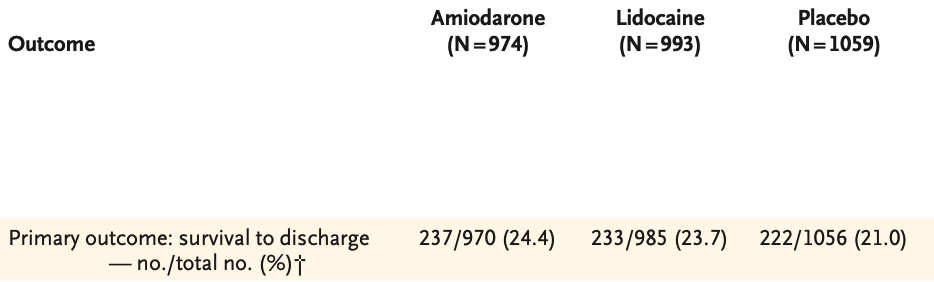 Outcome Amiodarone (N=974) Lidocaine (N=993) Placebo (N=1059)
Primary outcome: survival to discharge 237/970 (24.4) 233/985 (23.7) 222/1056 (21.0)
— no./total no. (%)†